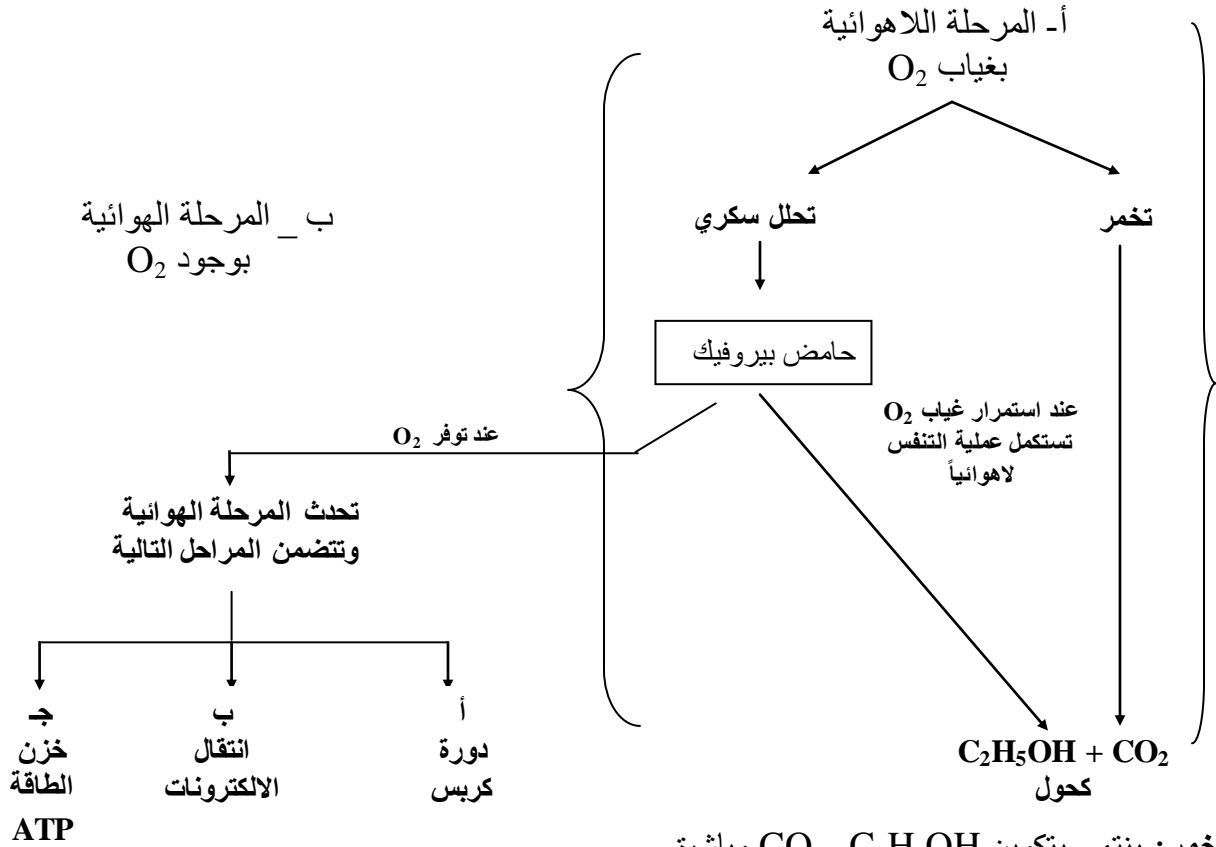 أ- المرحلة اللاهوائية
بغياب O₂
تخمر
تحلل سكري
ب _ المرحلة الهوائية
بوجود O₂
حامض بيروفيك
عند استمرار غياب O₂
تستكمل عملية التنفس
لاهوائياً
عند توفر O₂
تحدث المرحلة الهوائية
وتتضمن المراحل التالية
أ
دورة
كربس
ب
انتقال
الالكترونات
جـ
خزن
الطاقة
ATP
C₂H₅OH + CO₂
كحول